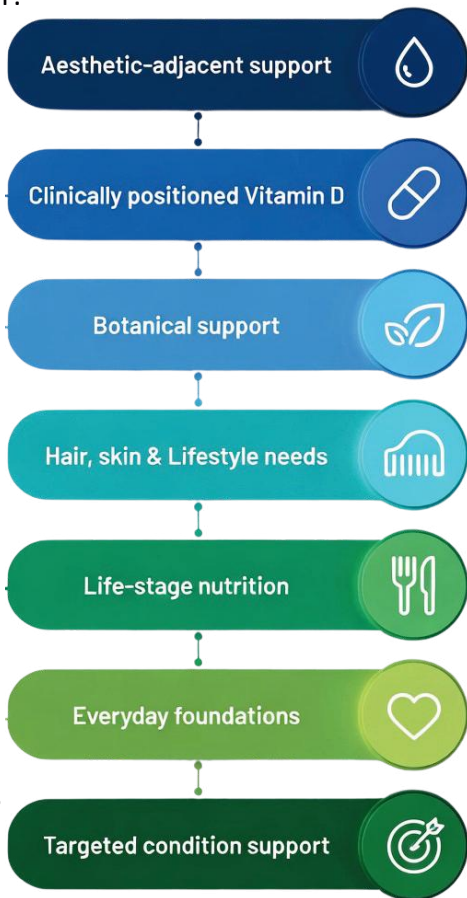 Aesthetic-adjacent support
Clinically positioned Vitamin D
Botanical support
Hair, skin & Lifestyle needs
Life-stage nutrition
Everyday foundations
Targeted condition support